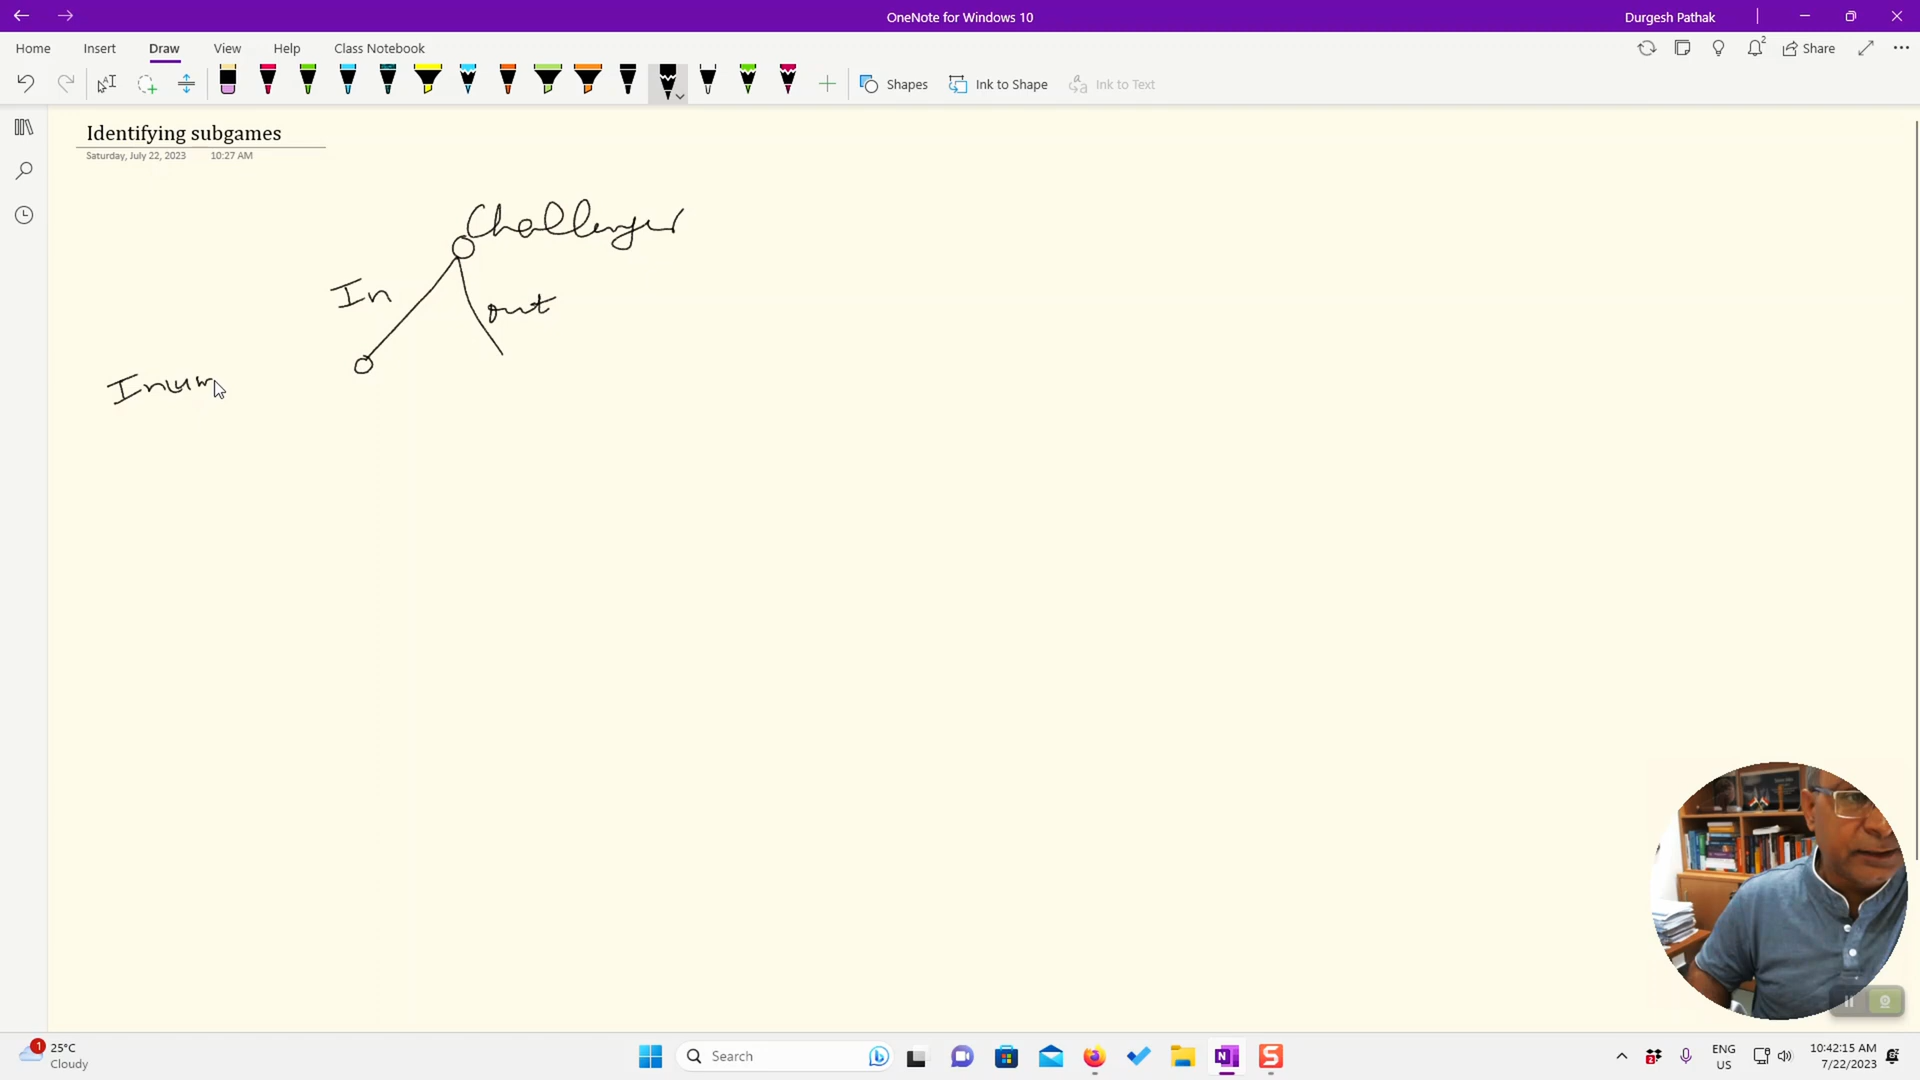 OneNote for Windows 10
Durgesh Pathak
Home Insert Draw View Help Class Notebook
2
Share
Shapes
Ink to Shape
Ink to Text
Identifying subgames
Saturday, July 22, 2023 10:27 AM
Challenger
In
out
1
25°C
Cloudy
Search
ENG
US
10:42:15 AM
7/22/2023